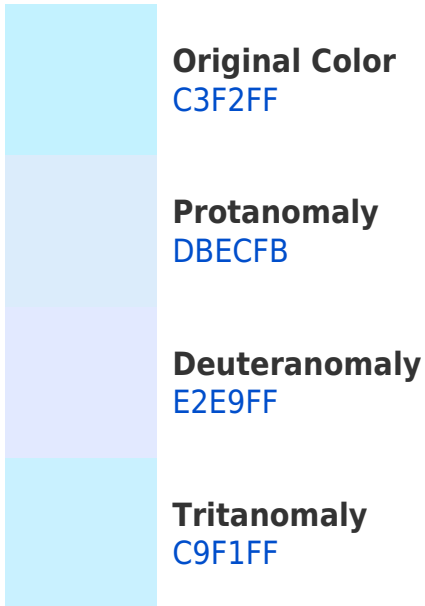 Original Color
C3F2FF
Protanomaly
DBECFB
Deuteranomaly
E2E9FF
Tritanomaly
C9F1FF